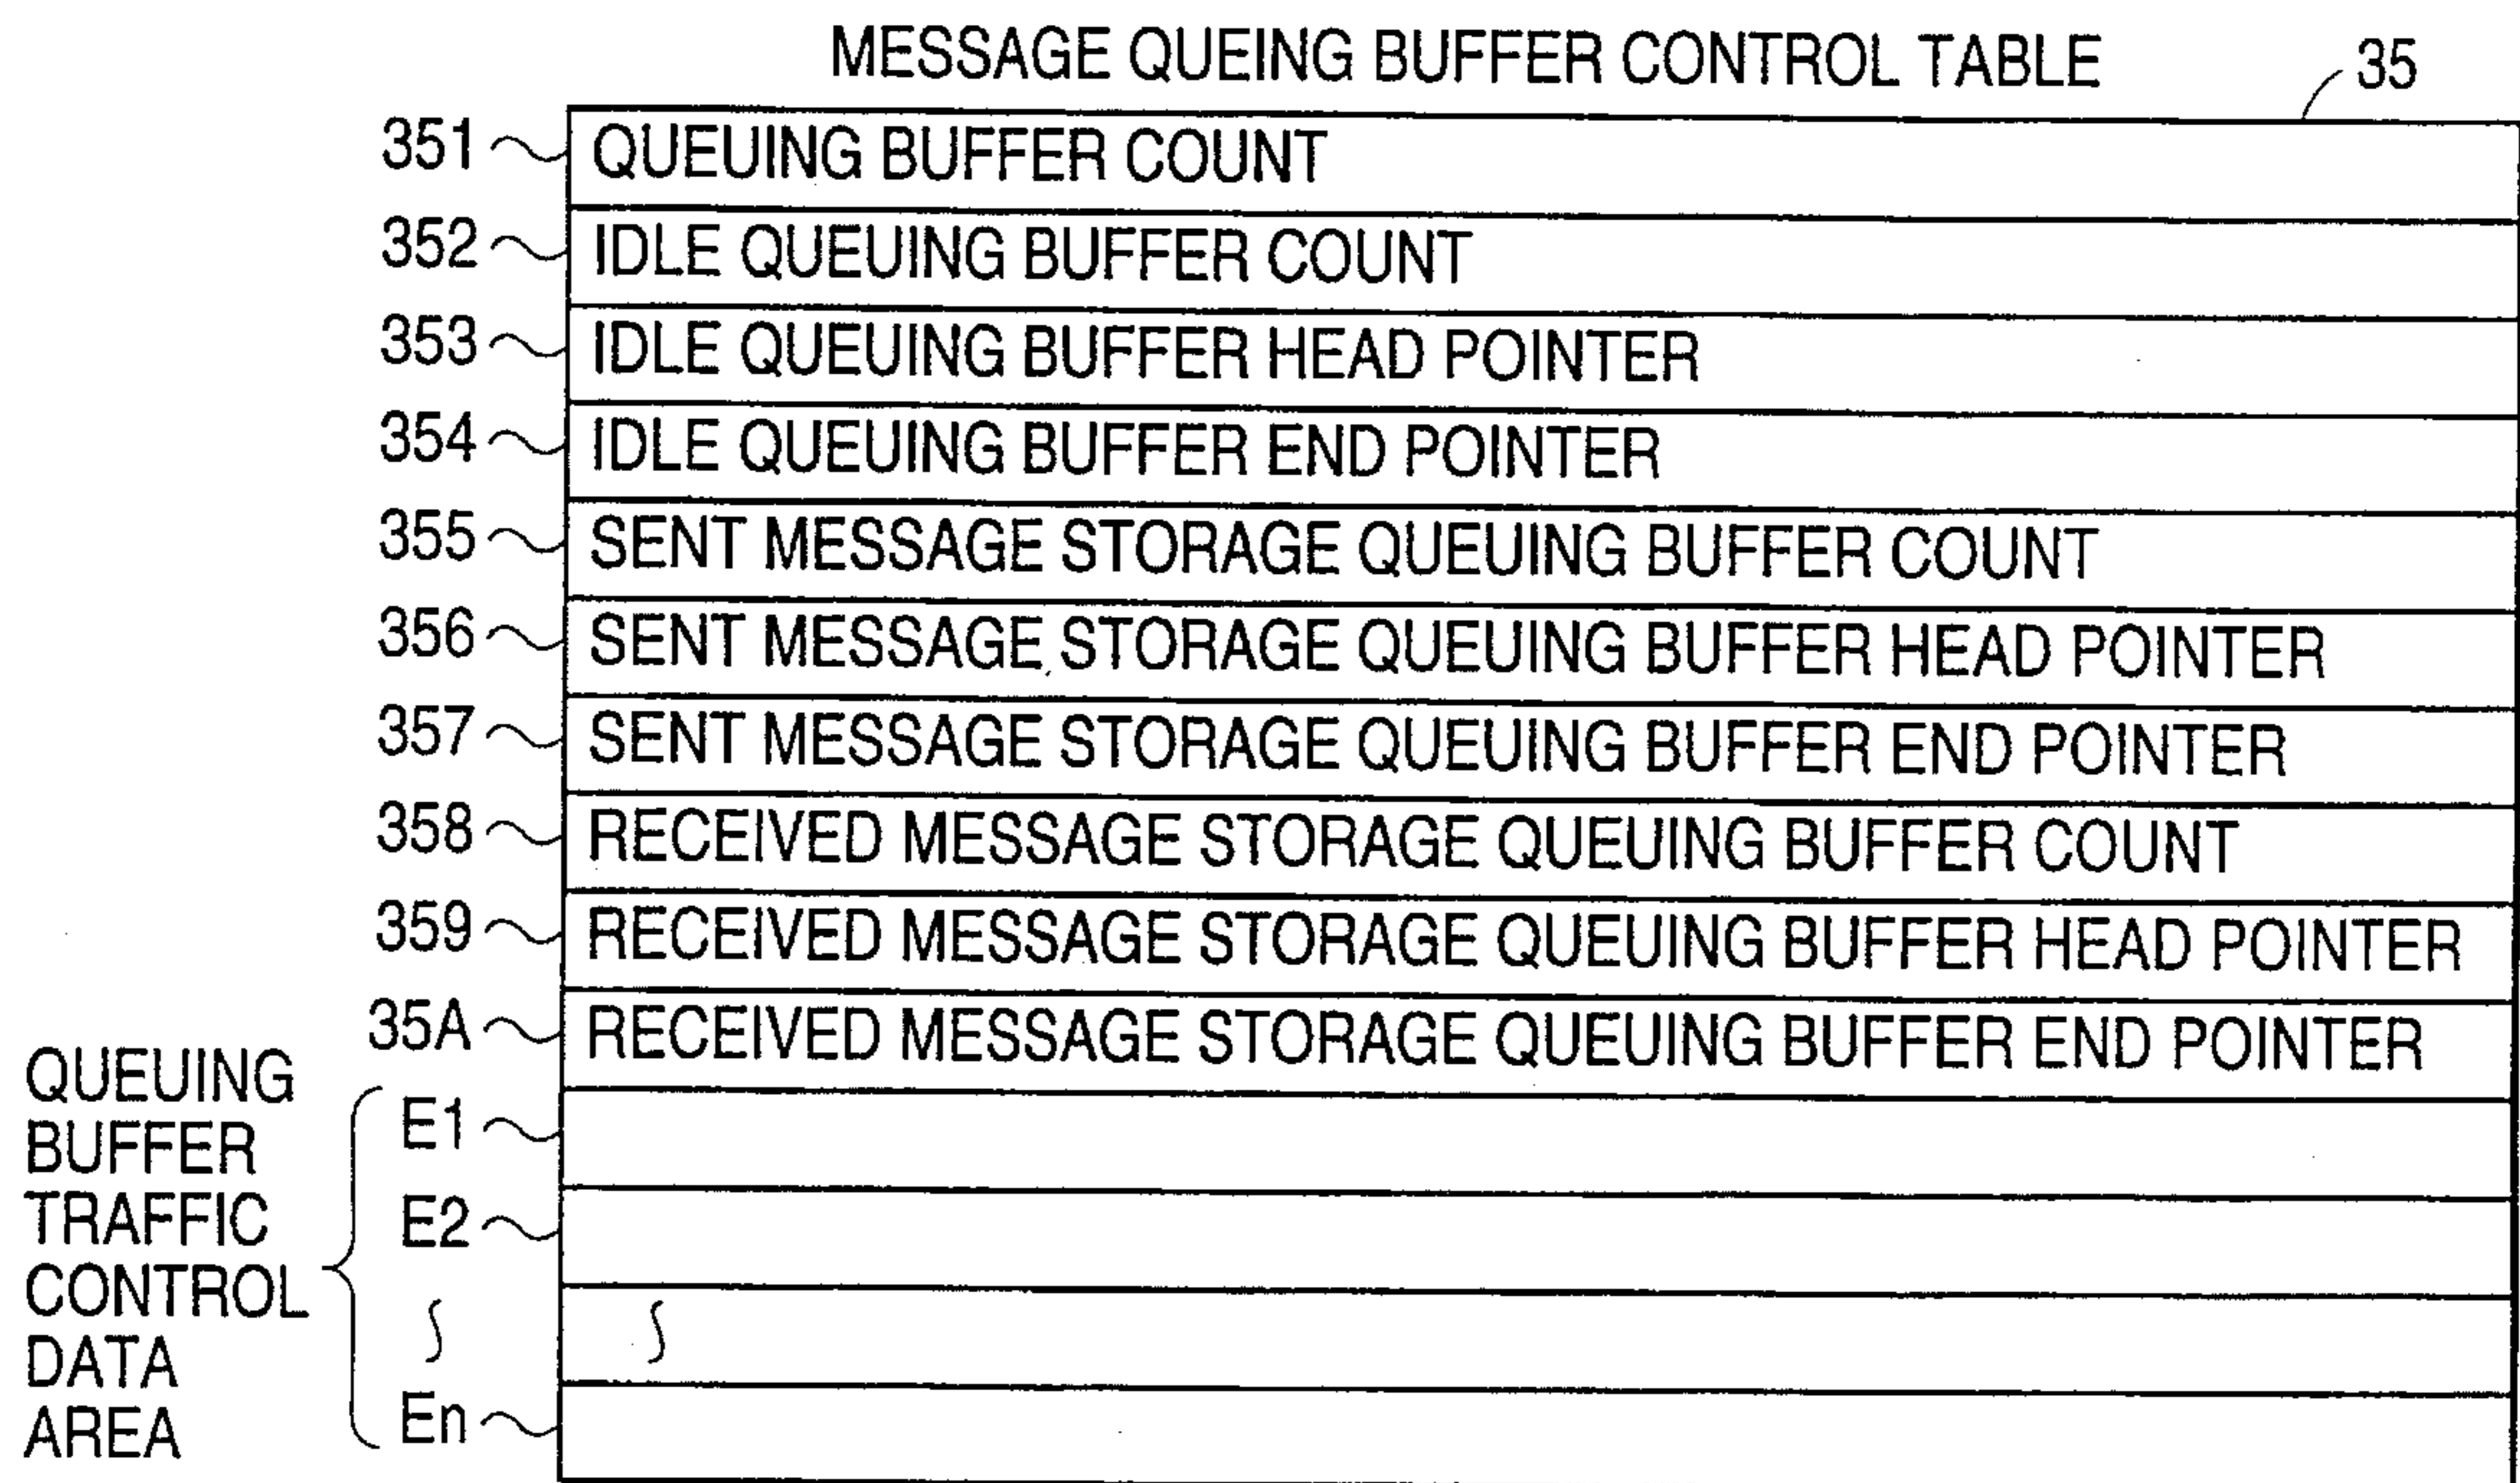 MESSAGE QUEING BUFFER CONTROL TABLE
35
351 QUEUING BUFFER COUNT
352 IDLE QUEUING BUFFER COUNT
353 IDLE QUEUING BUFFER HEAD POINTER
354 IDLE QUEUING BUFFER END POINTER
355 SENT MESSAGE STORAGE QUEUING BUFFER COUNT
356 SENT MESSAGE STORAGE QUEUING BUFFER HEAD POINTER
357 SENT MESSAGE STORAGE QUEUING BUFFER END POINTER
358 RECEIVED MESSAGE STORAGE QUEUING BUFFER COUNT
359 RECEIVED MESSAGE STORAGE QUEUING BUFFER HEAD POINTER
35A RECEIVED MESSAGE STORAGE QUEUING BUFFER END POINTER
QUEUING
BUFFER
TRAFFIC
CONTROL
DATA
AREA
E1
E2
En